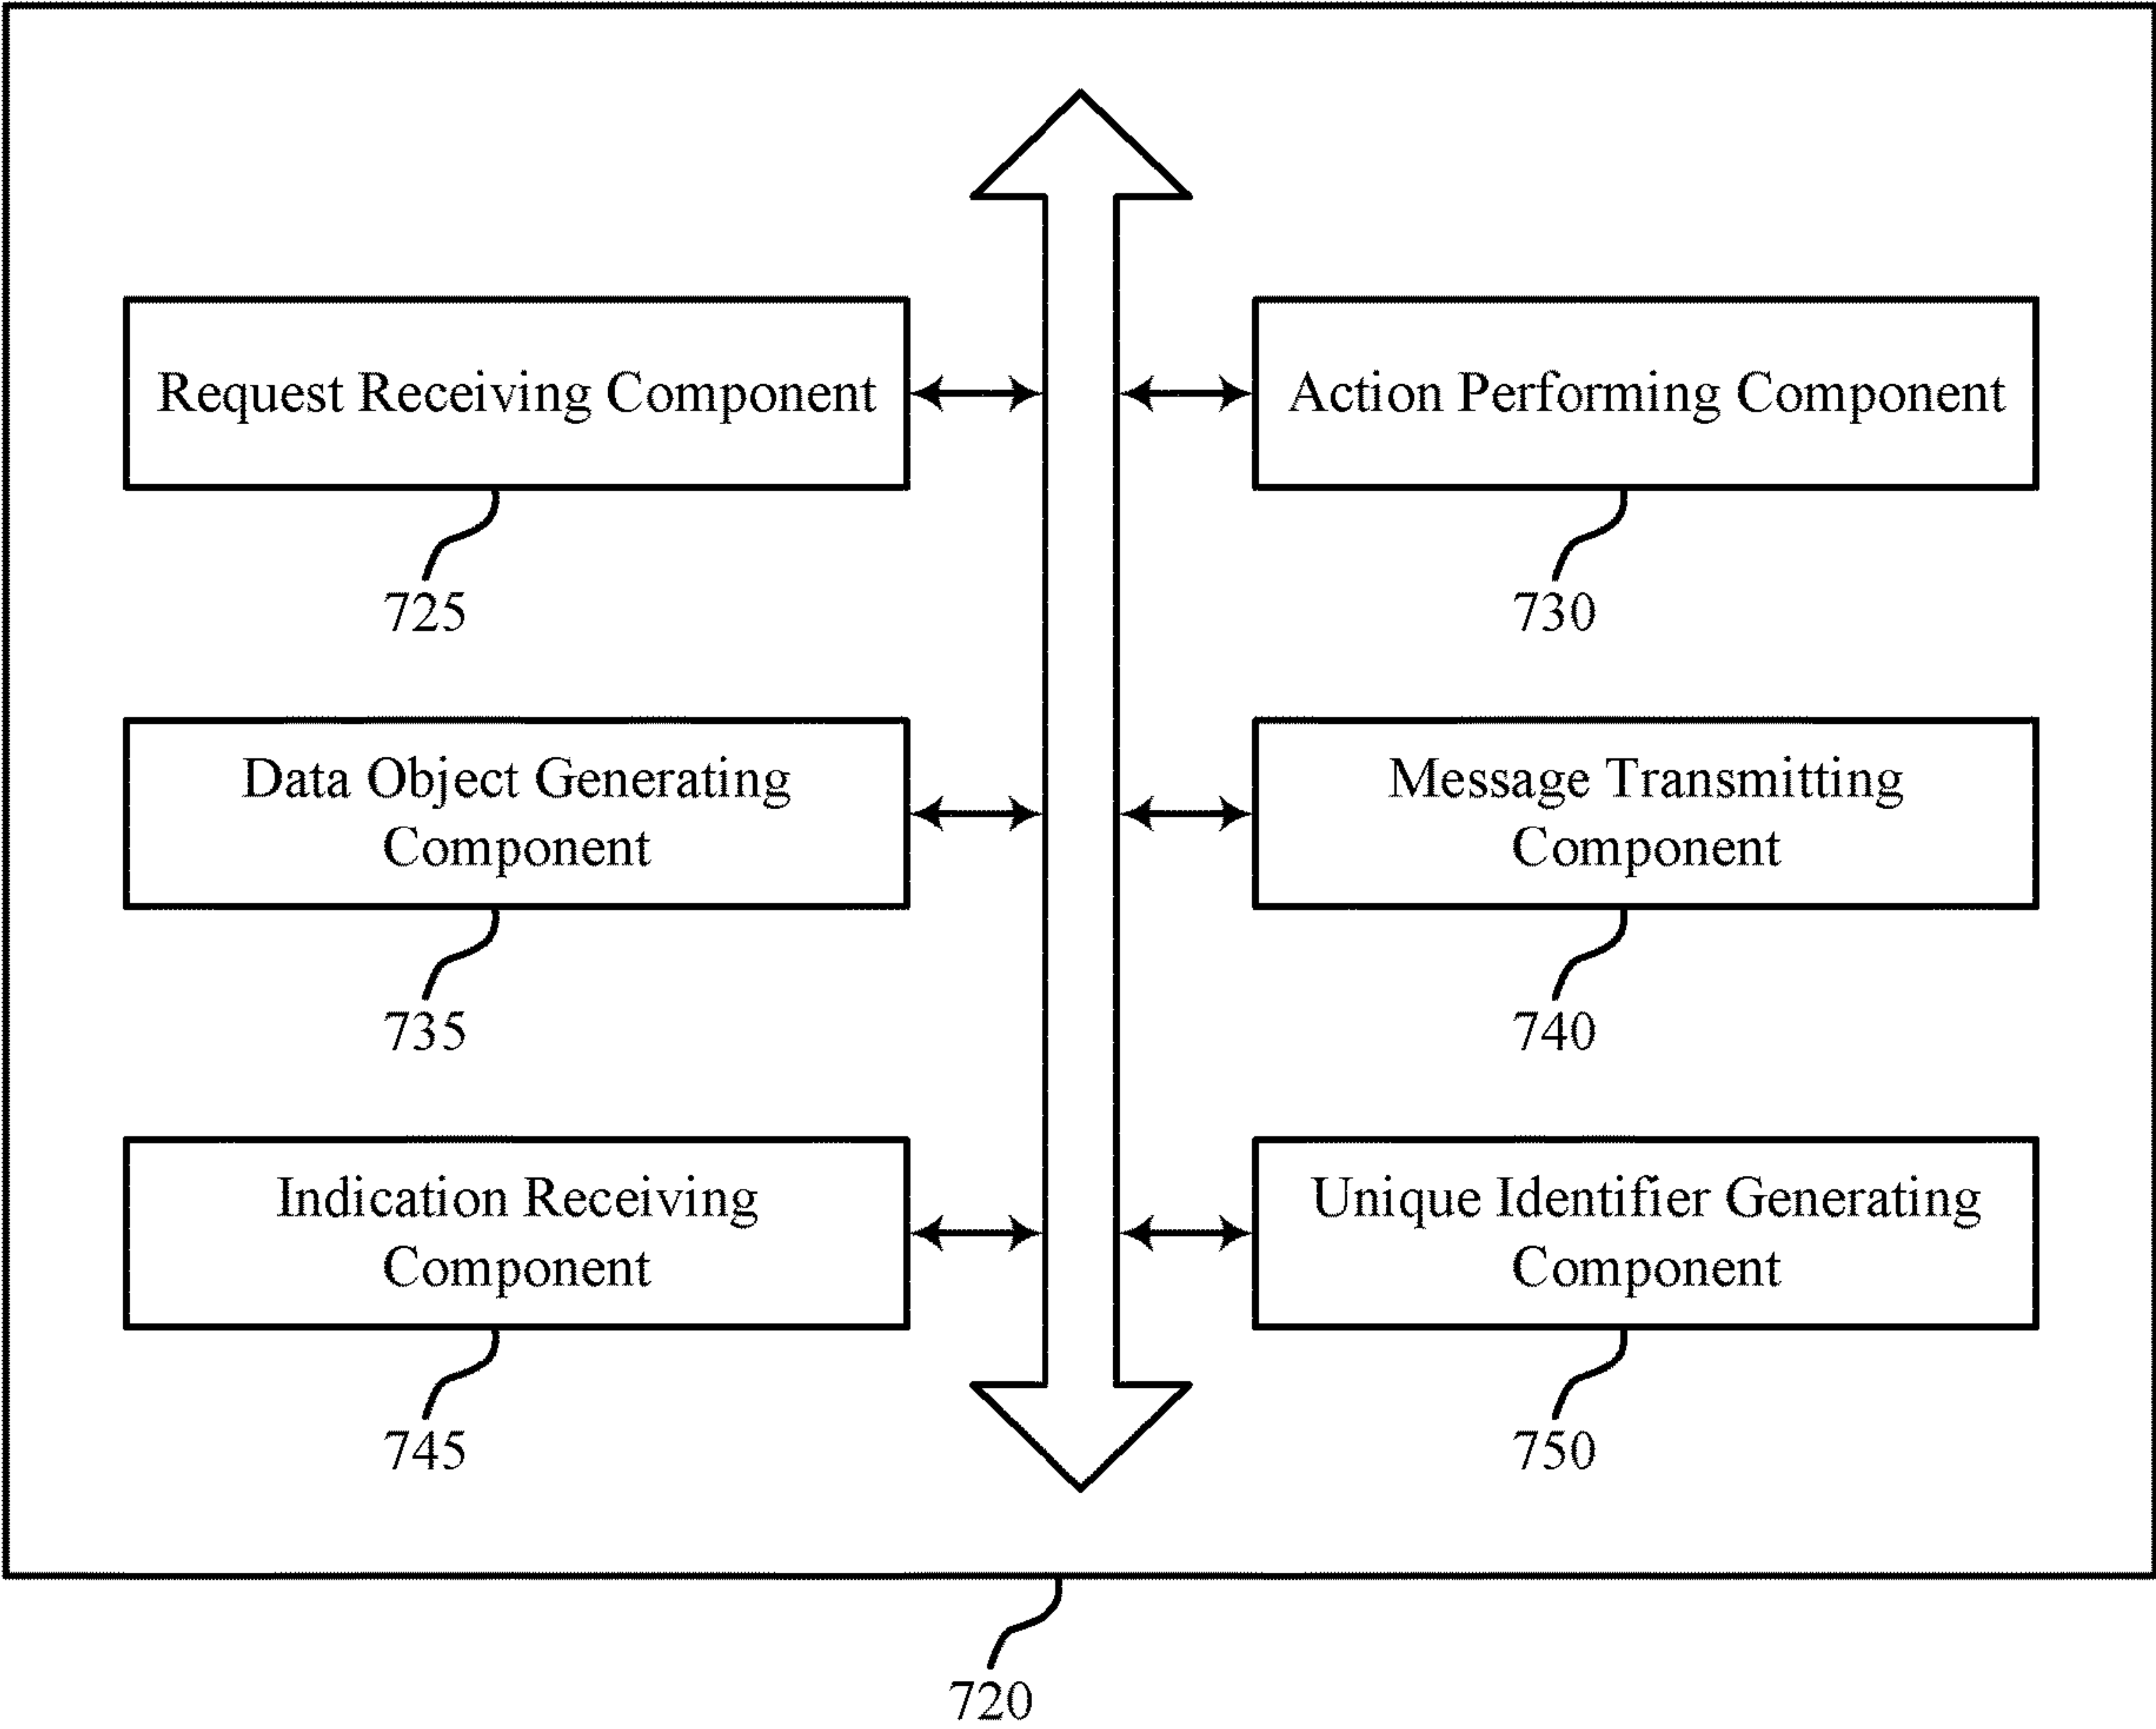 Request Receiving Component
Action Performing Component
725
730
Data Object Generating
Component
Message Transmitting
Component
735
740
Indication Receiving
Component
Unique Identifier Generating
Component
745
750
720